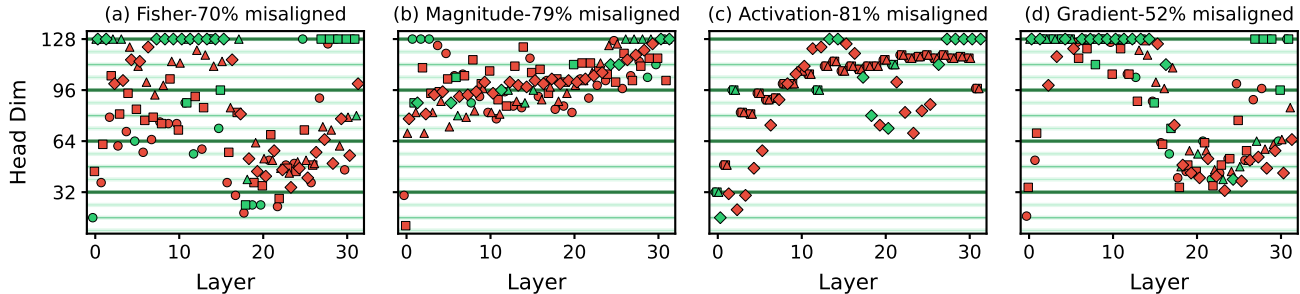 (a) Fisher-70% misaligned (b) Magnitude-79% misaligned (c) Activation-81% misaligned (d) Gradient-52% misaligned
128
96
64
32
Head Dim
0 10 20 30 0 10 20 30 0 10 20 30 0 10 20 30
Layer Layer Layer Layer